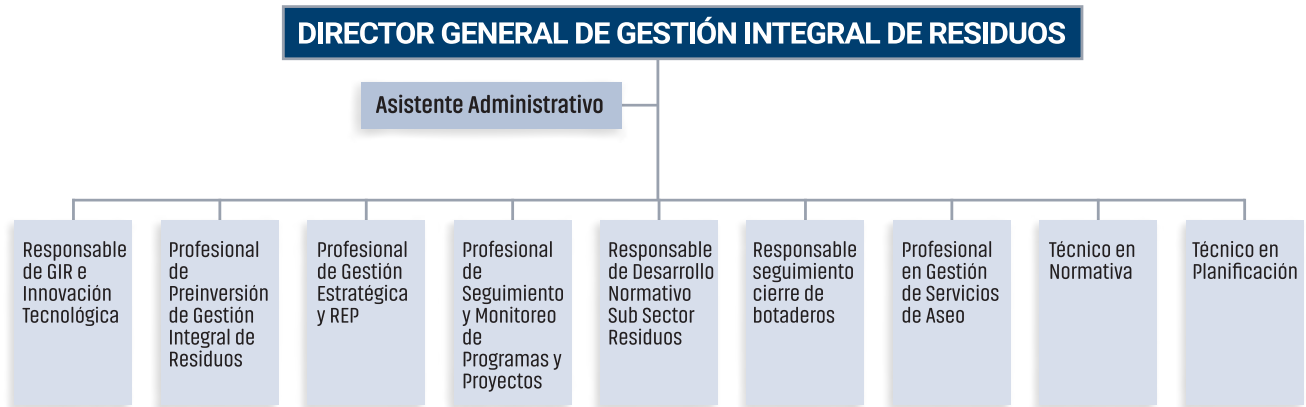 DIRECTOR GENERAL DE GESTIÓN INTEGRAL DE RESIDUOS
Asistente Administrativo
Responsable
de GIR e
Innovación
Tecnológica
Profesional
de
Preinversión
de Gestión
Integral de
Residuos
Profesional
de Gestión
Estratégica
y REP
Profesional
de
Seguimiento
y Monitoreo
de
Programas y
Proyectos
Responsable
de Desarrollo
Normativo
Sub Sector
Residuos
Responsable
seguimiento
cierre de
botaderos
Profesional
en Gestión
de Servicios
de Aseo
Técnico en
Normativa
Técnico en
Planificación